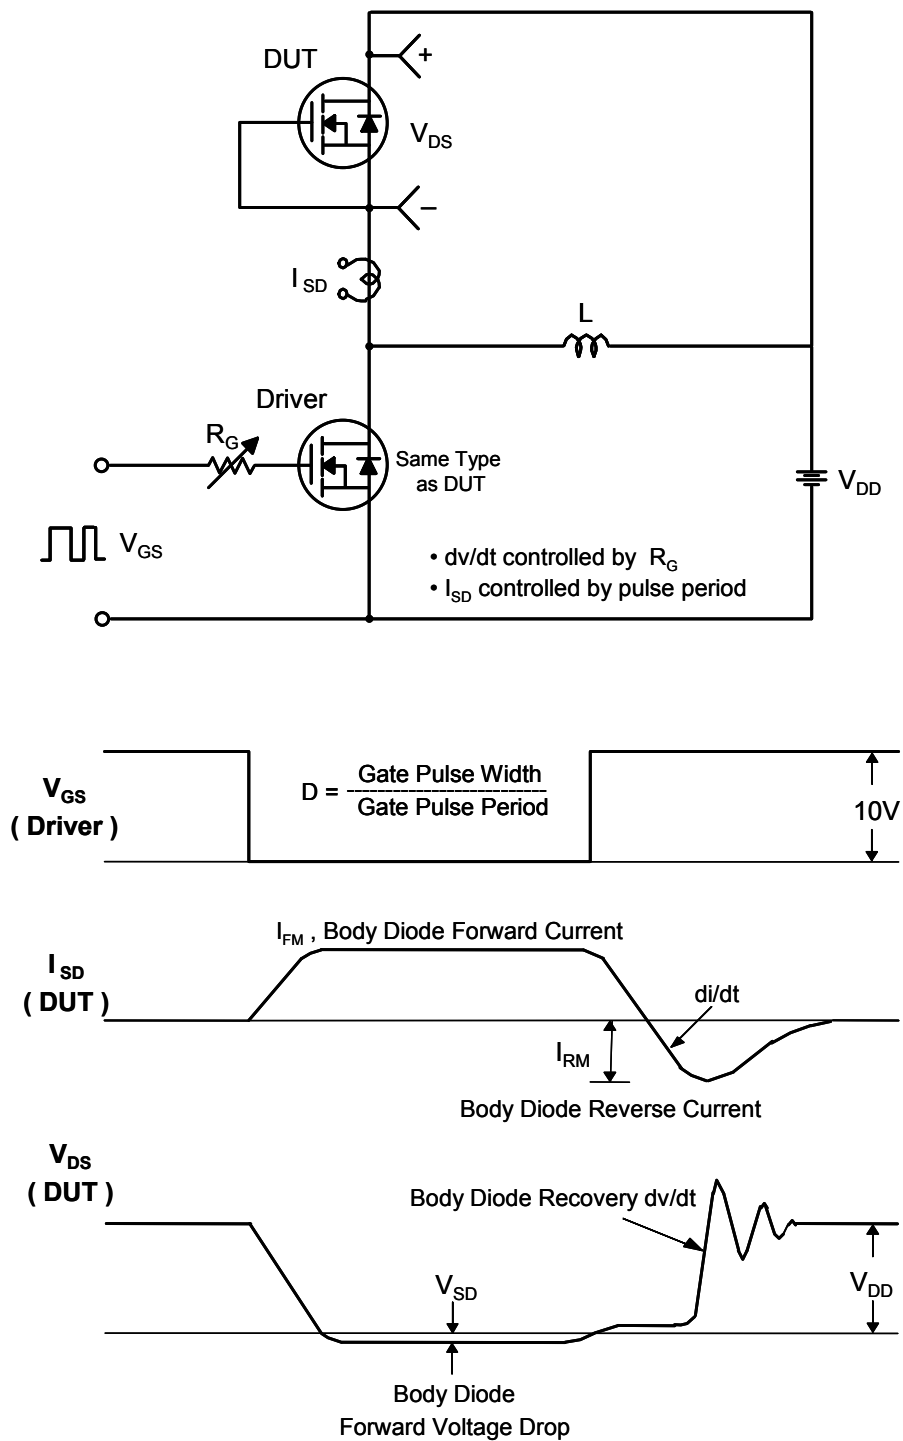 DUT
+
V_DS
−
I_SD
L
Driver
R_G
Same Type
as DUT
V_DD
V_GS
• dv/dt controlled by R_G
• I_SD controlled by pulse period
V_GS
( Driver )
D = Gate Pulse Width
Gate Pulse Period
10V
I_FM , Body Diode Forward Current
I_SD
( DUT )
di/dt
I_RM
Body Diode Reverse Current
V_DS
( DUT )
Body Diode Recovery dv/dt
V_SD
V_DD
Body Diode
Forward Voltage Drop